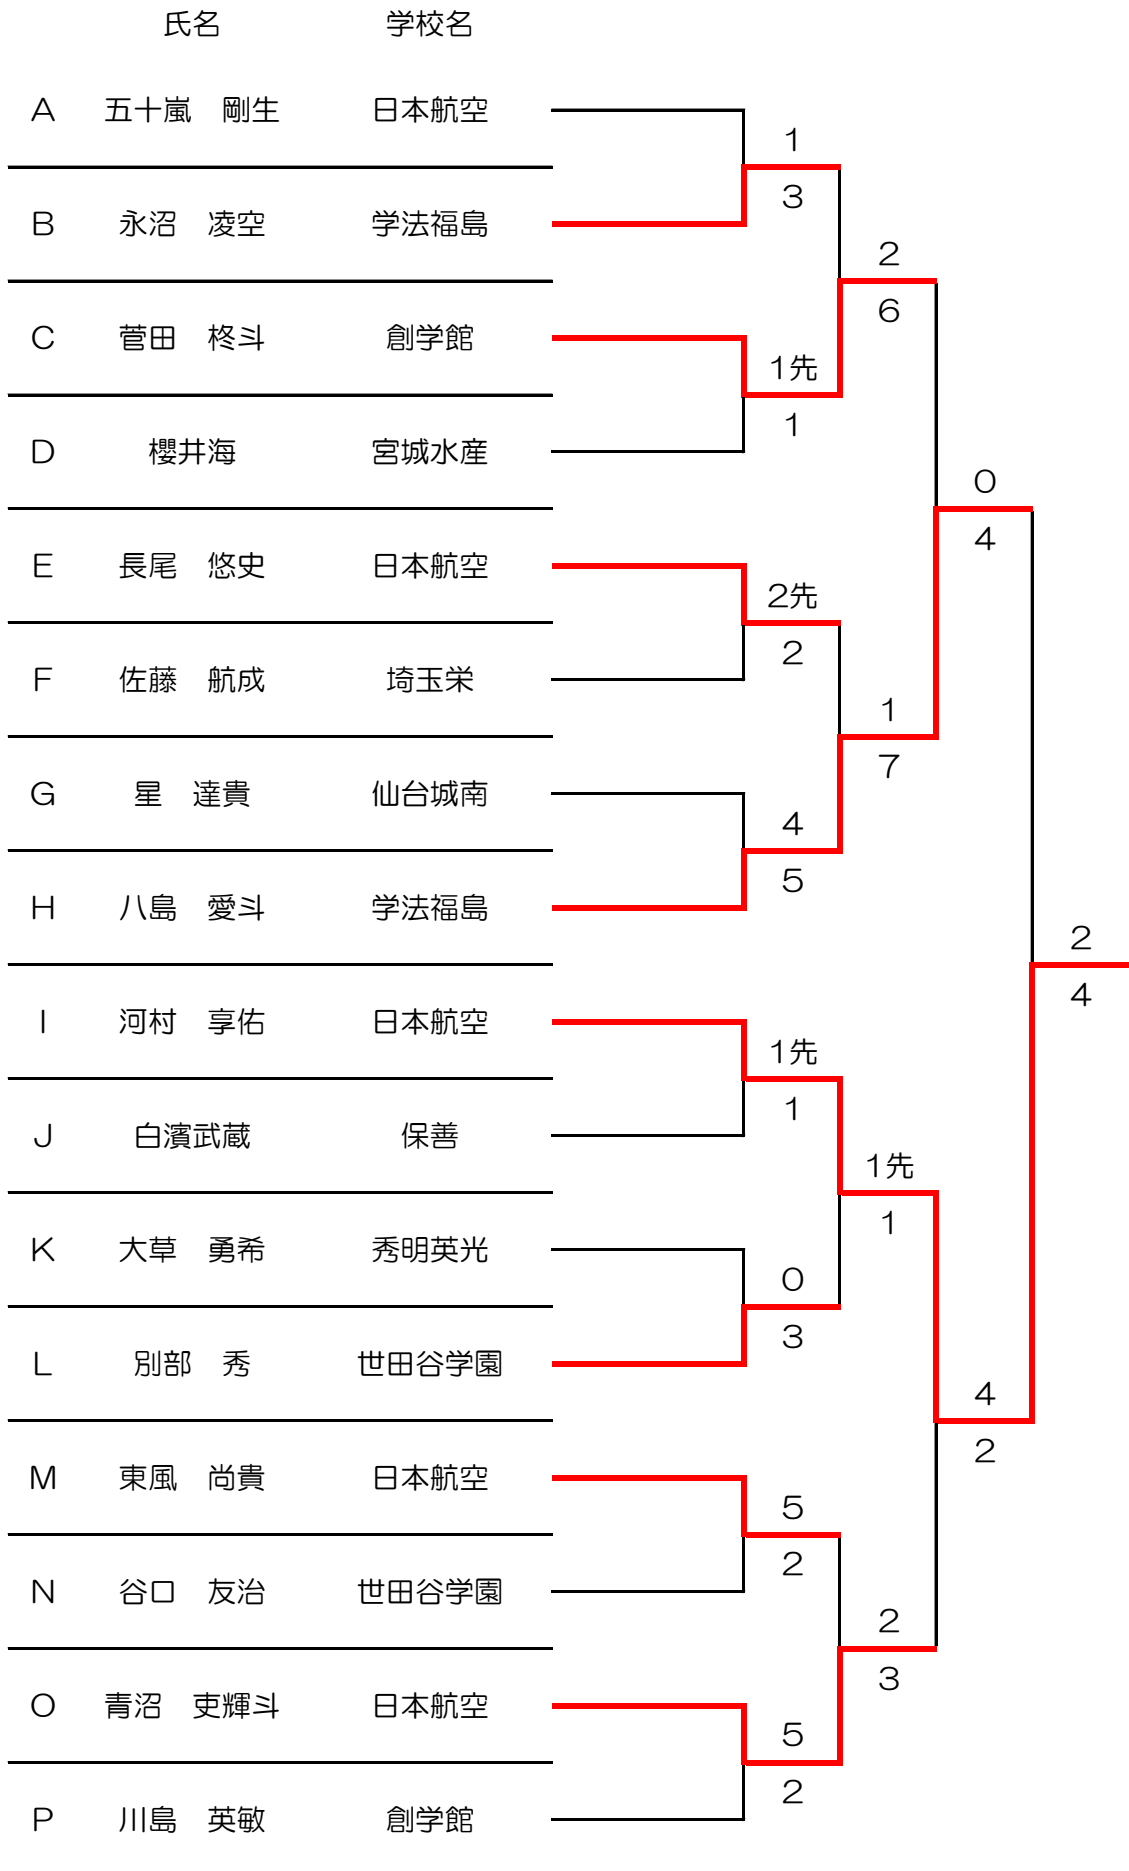 氏名　学校名
A　五十嵐　剛生　日本航空
1
3
B　永沼　凌空　学法福島
2
6
C　菅田　柊斗　創学館
1先
1
D　櫻井海　宮城水産
0
4
E　長尾　悠史　日本航空
2先
2
F　佐藤　航成　埼玉栄
1
7
G　星　達貴　仙台城南
4
5
H　八島　愛斗　学法福島
2
4
I　河村　享佑　日本航空
1先
1
J　白濱武蔵　保善
1先
1
K　大草　勇希　秀明英光
0
3
L　別部　秀　世田谷学園
4
2
M　東風　尚貴　日本航空
5
2
N　谷口　友治　世田谷学園
2
3
O　青沼　吏輝斗　日本航空
5
2
P　川島　英敏　創学館